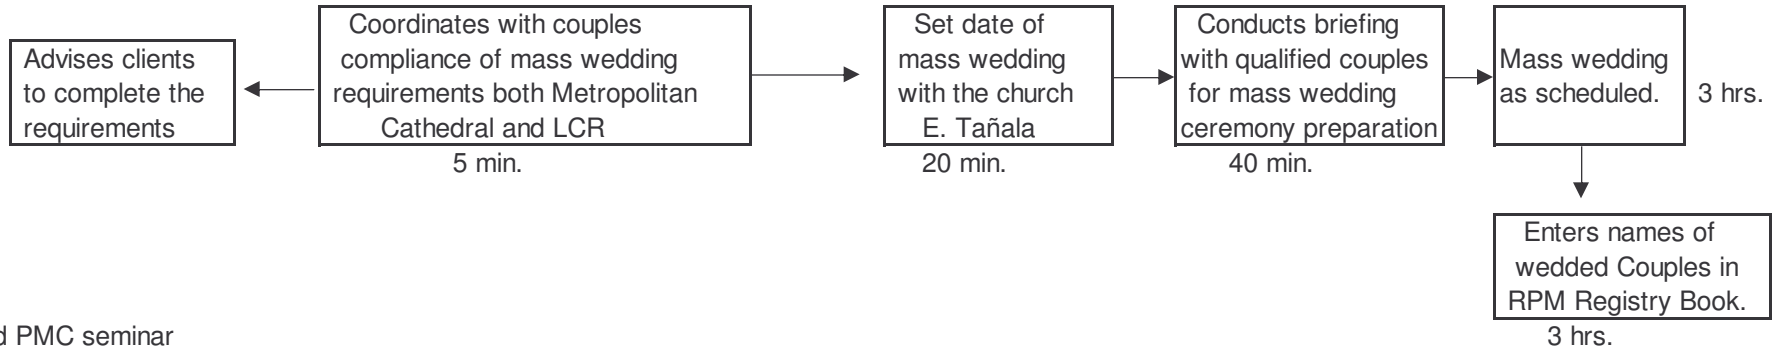 Advises clients
to complete the
requirements
Coordinates with couples
compliance of mass wedding
requirements both Metropolitan
Cathedral and LCR
5 min.
Set date of
mass wedding
with the church
E. Tañala
20 min.
Conducts briefing
with qualified couples
for mass wedding
ceremony preparation
40 min.
Mass wedding
as scheduled.
3 hrs.
Enters names of
wedded Couples in
RPM Registry Book.
3 hrs.
d PMC seminar